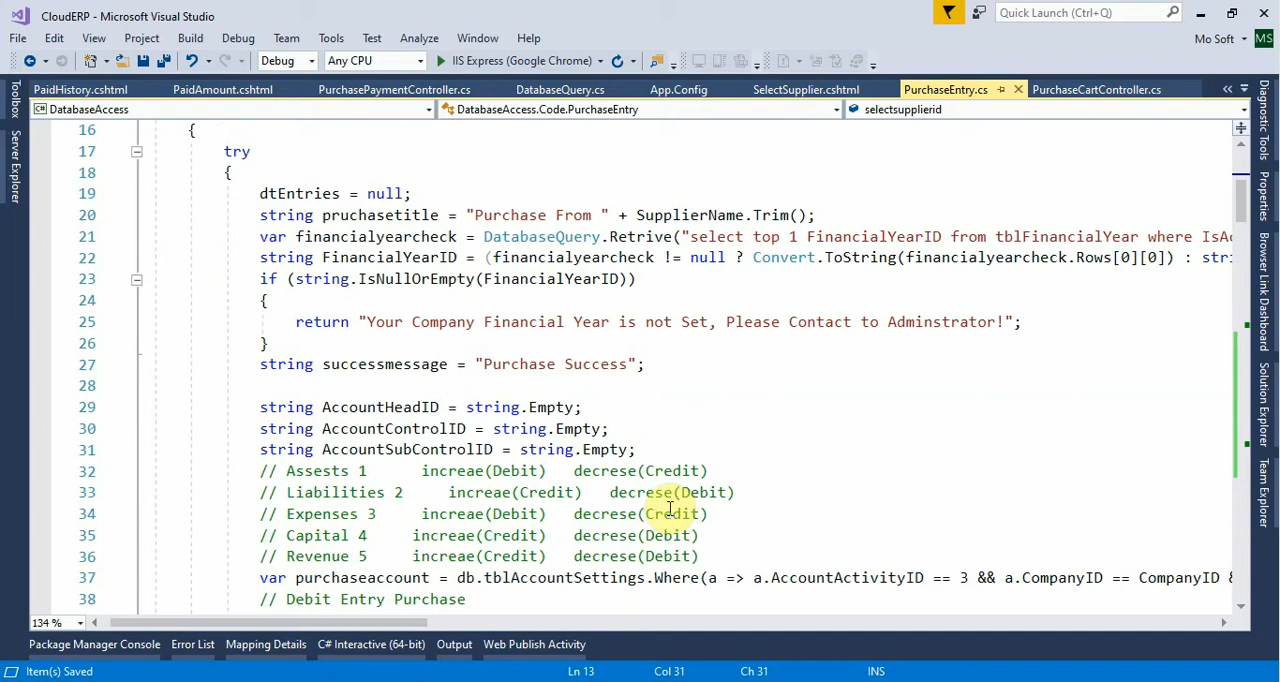 CloudERP - Microsoft Visual Studio
Quick Launch (Ctrl+Q)
File Edit View Project Build Debug Team Tools Test Analyze Window Help
Mo Soft MS
Debug Any CPU IIS Express (Google Chrome)
PaidHistory.cshtml PaidAmount.cshtml PurchasePaymentController.cs DatabaseQuery.cs App.Config SelectSupplier.cshtml PurchaseEntry.cs PurchaseCartController.cs
DatabaseAccess DatabaseAccess.Code.PurchaseEntry selectsupplierid
Toolbox
Server Explorer
16 {
17 try
18 {
19 dtEntries = null;
20 string pruchasetitle = "Purchase From " + SupplierName.Trim();
21 var financialyearcheck = DatabaseQuery.Retrive("select top 1 FinancialYearID from tblFinancialYear where IsAc
22 string FinancialYearID = (financialyearcheck != null ? Convert.ToString(financialyearcheck.Rows[0][0]) : stri
23 if (string.IsNullOrEmpty(FinancialYearID))
24 {
25 return "Your Company Financial Year is not Set, Please Contact to Adminstrator!";
26 }
27 string successmessage = "Purchase Success";
28
29 string AccountHeadID = string.Empty;
30 string AccountControlID = string.Empty;
31 string AccountSubControlID = string.Empty;
32 // Assests 1 increae(Debit) decrese(Credit)
33 // Liabilities 2 increae(Credit) decrese(Debit)
34 // Expenses 3 increae(Debit) decrese(Credit)
35 // Capital 4 increae(Credit) decrese(Debit)
36 // Revenue 5 increae(Credit) decrese(Debit)
37 var purchaseaccount = db.tblAccountSettings.Where(a => a.AccountActivityID == 3 && a.CompanyID == CompanyID &
38 // Debit Entry Purchase
Diagnostic Tools
Properties
Browser Link Dashboard
Solution Explorer
Team Explorer
134 %
Package Manager Console Error List Mapping Details C# Interactive (64-bit) Output Web Publish Activity
Item(s) Saved Ln 13 Col 31 Ch 31 INS